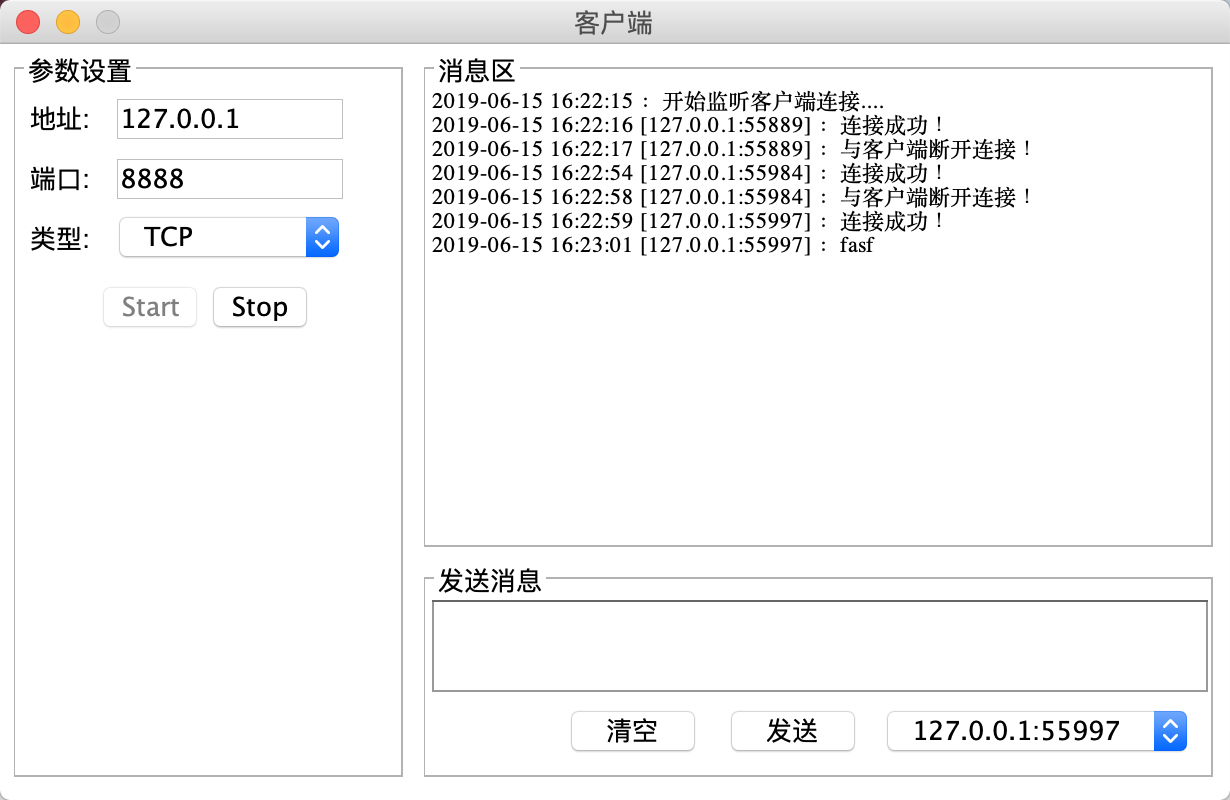 客户端
参数设置
地址:
127.0.0.1
端口:
8888
类型:
TCP
Start
Stop
消息区
2019-06-15 16:22:15 ： 开始监听客户端连接....
2019-06-15 16:22:16 [127.0.0.1:55889] ： 连接成功！
2019-06-15 16:22:17 [127.0.0.1:55889] ： 与客户端断开连接！
2019-06-15 16:22:54 [127.0.0.1:55984] ： 连接成功！
2019-06-15 16:22:58 [127.0.0.1:55984] ： 与客户端断开连接！
2019-06-15 16:22:59 [127.0.0.1:55997] ： 连接成功！
2019-06-15 16:23:01 [127.0.0.1:55997] ： fasf
发送消息
清空
发送
127.0.0.1:55997